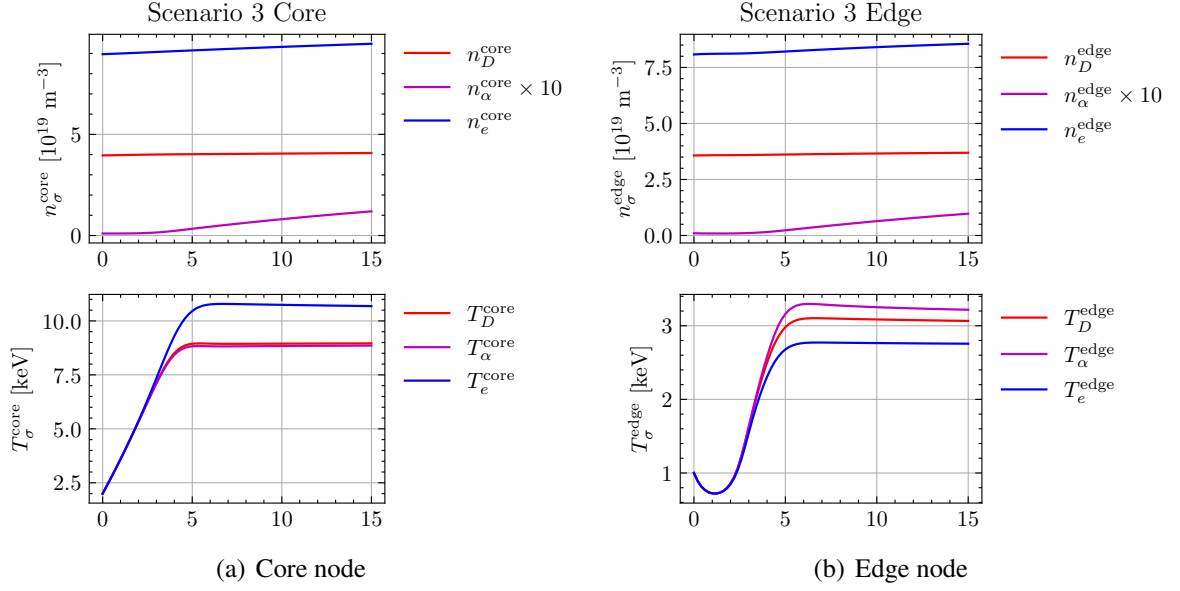 Scenario 3 Core
n_σ^core [10^19 m^−3]
5
0
0 5 10 15
n_D^core
n_α^core × 10
n_e^core
T_σ^core [keV]
10.0
7.5
5.0
2.5
0 5 10 15
T_D^core
T_α^core
T_e^core
(a) Core node
Scenario 3 Edge
n_σ^edge [10^19 m^−3]
7.5
5.0
2.5
0.0
0 5 10 15
n_D^edge
n_α^edge × 10
n_e^edge
T_σ^edge [keV]
3
2
1
0 5 10 15
T_D^edge
T_α^edge
T_e^edge
(b) Edge node